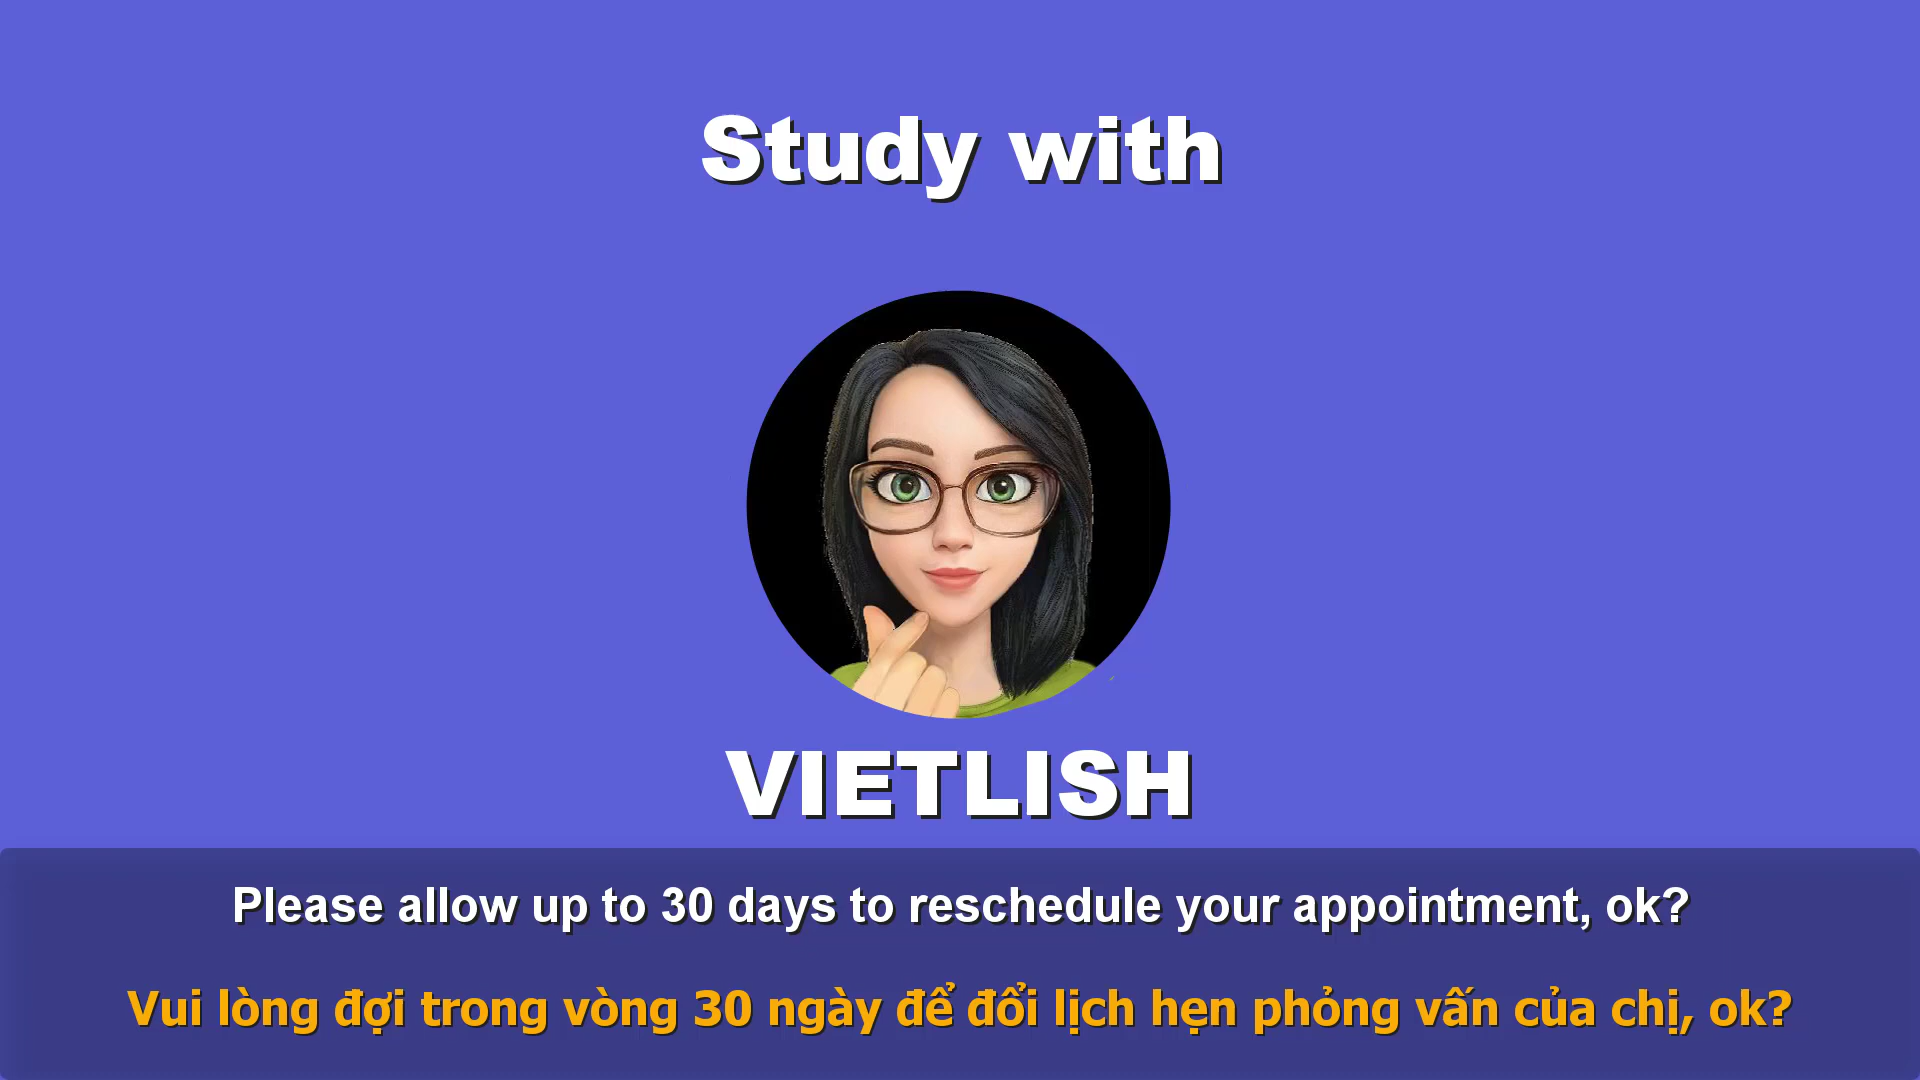 Study with
VIETLISH
Please allow up to 30 days to reschedule your appointment, ok?
Vui lòng đợi trong vòng 30 ngày để đổi lịch hẹn phỏng vấn của chị, ok?